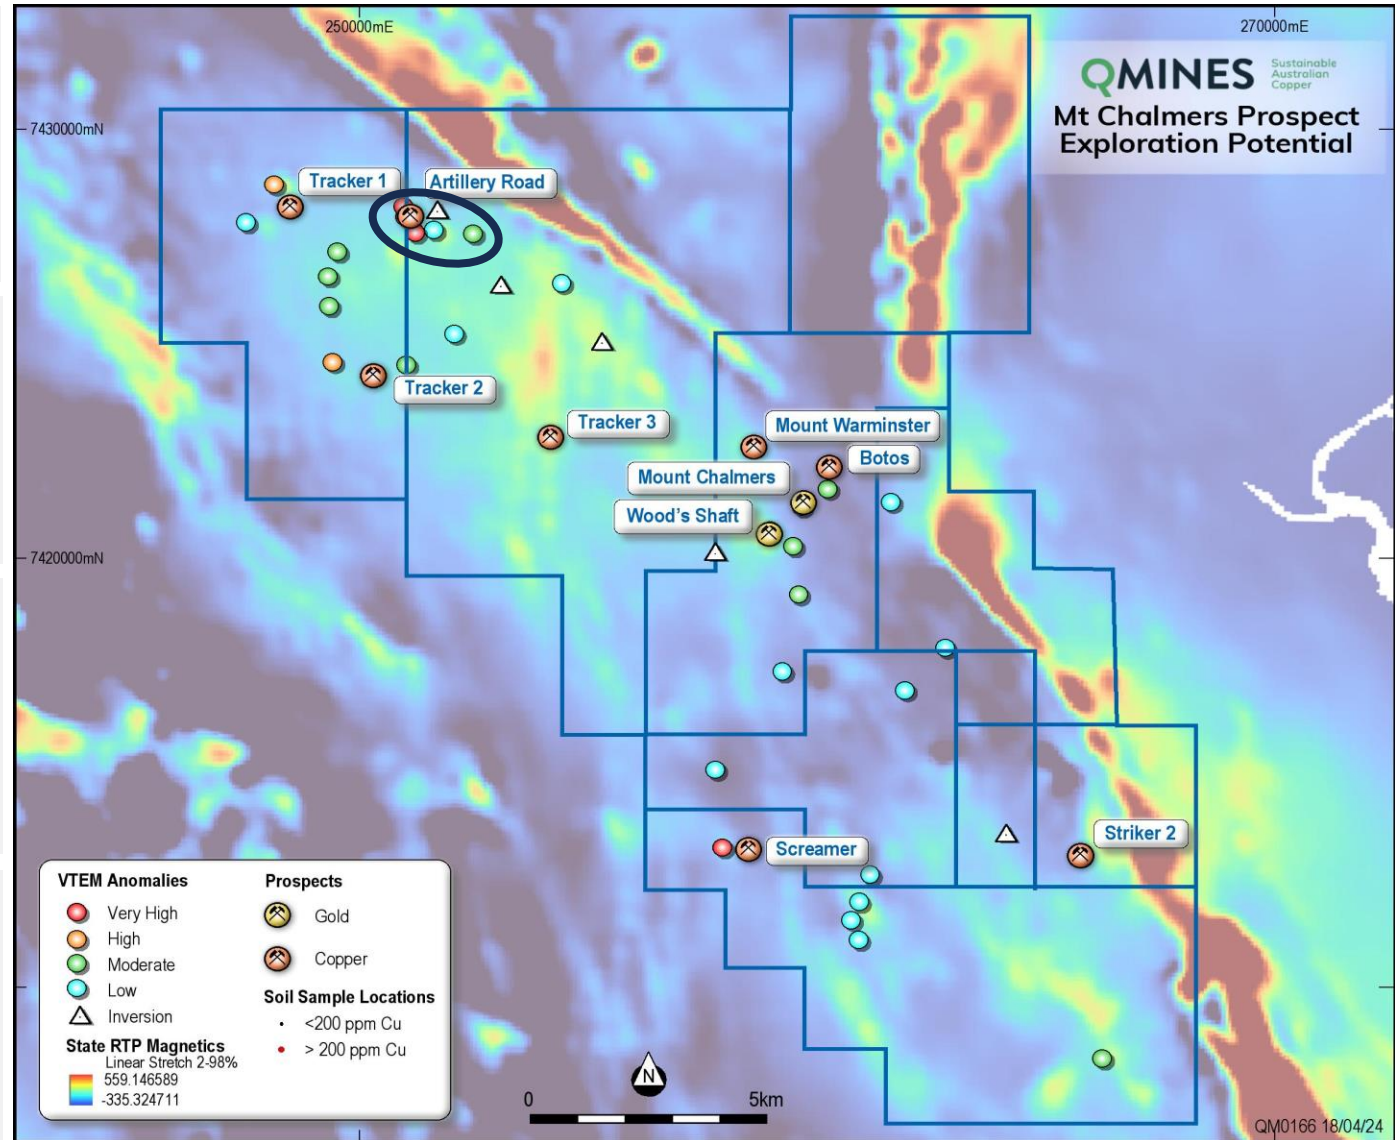 250000mE
270000mE
QMINES
Sustainable
Australian
Copper
Mt Chalmers Prospect
Exploration Potential
7430000mN
Tracker 1
Artillery Road
Tracker 2
Tracker 3
Mount Warminster
Botos
Mount Chalmers
Wood's Shaft
7420000mN
Screamer
Striker 2
VTEM Anomalies
Very High
High
Moderate
Low
Inversion
State RTP Magnetics
Linear Stretch 2-98%
559.146589
-335.324711
Prospects
Gold
Copper
Soil Sample Locations
<200 ppm Cu
> 200 ppm Cu
N
0
5km
QM0166 18/04/24